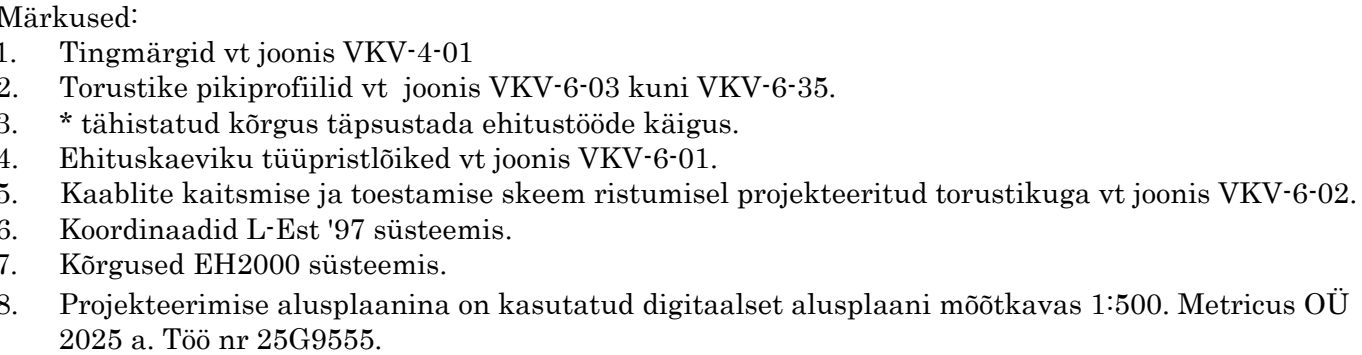 Märkused:
1. Tingmärgid vt joonis VKV-4-01
2. Torustike pikiprofiilid vt joonis VKV-6-03 kuni VKV-6-35.
3. * tähistatud kõrgus täpsustada ehitustööde käigus.
4. Ehituskaeviku tüüpristlõiked vt joonis VKV-6-01.
5. Kaablite kaitsmise ja toestamise skeem ristumisel projekteeritud torustikuga vt joonis VKV-6-02.
6. Koordinaadid L-Est '97 süsteemis.
7. Kõrgused EH2000 süsteemis.
8. Projekteerimise alusplaanina on kasutatud digitaalset alusplaani mõõtkavas 1:500. Metricus OÜ
2025 a. Töö nr 25G9555.